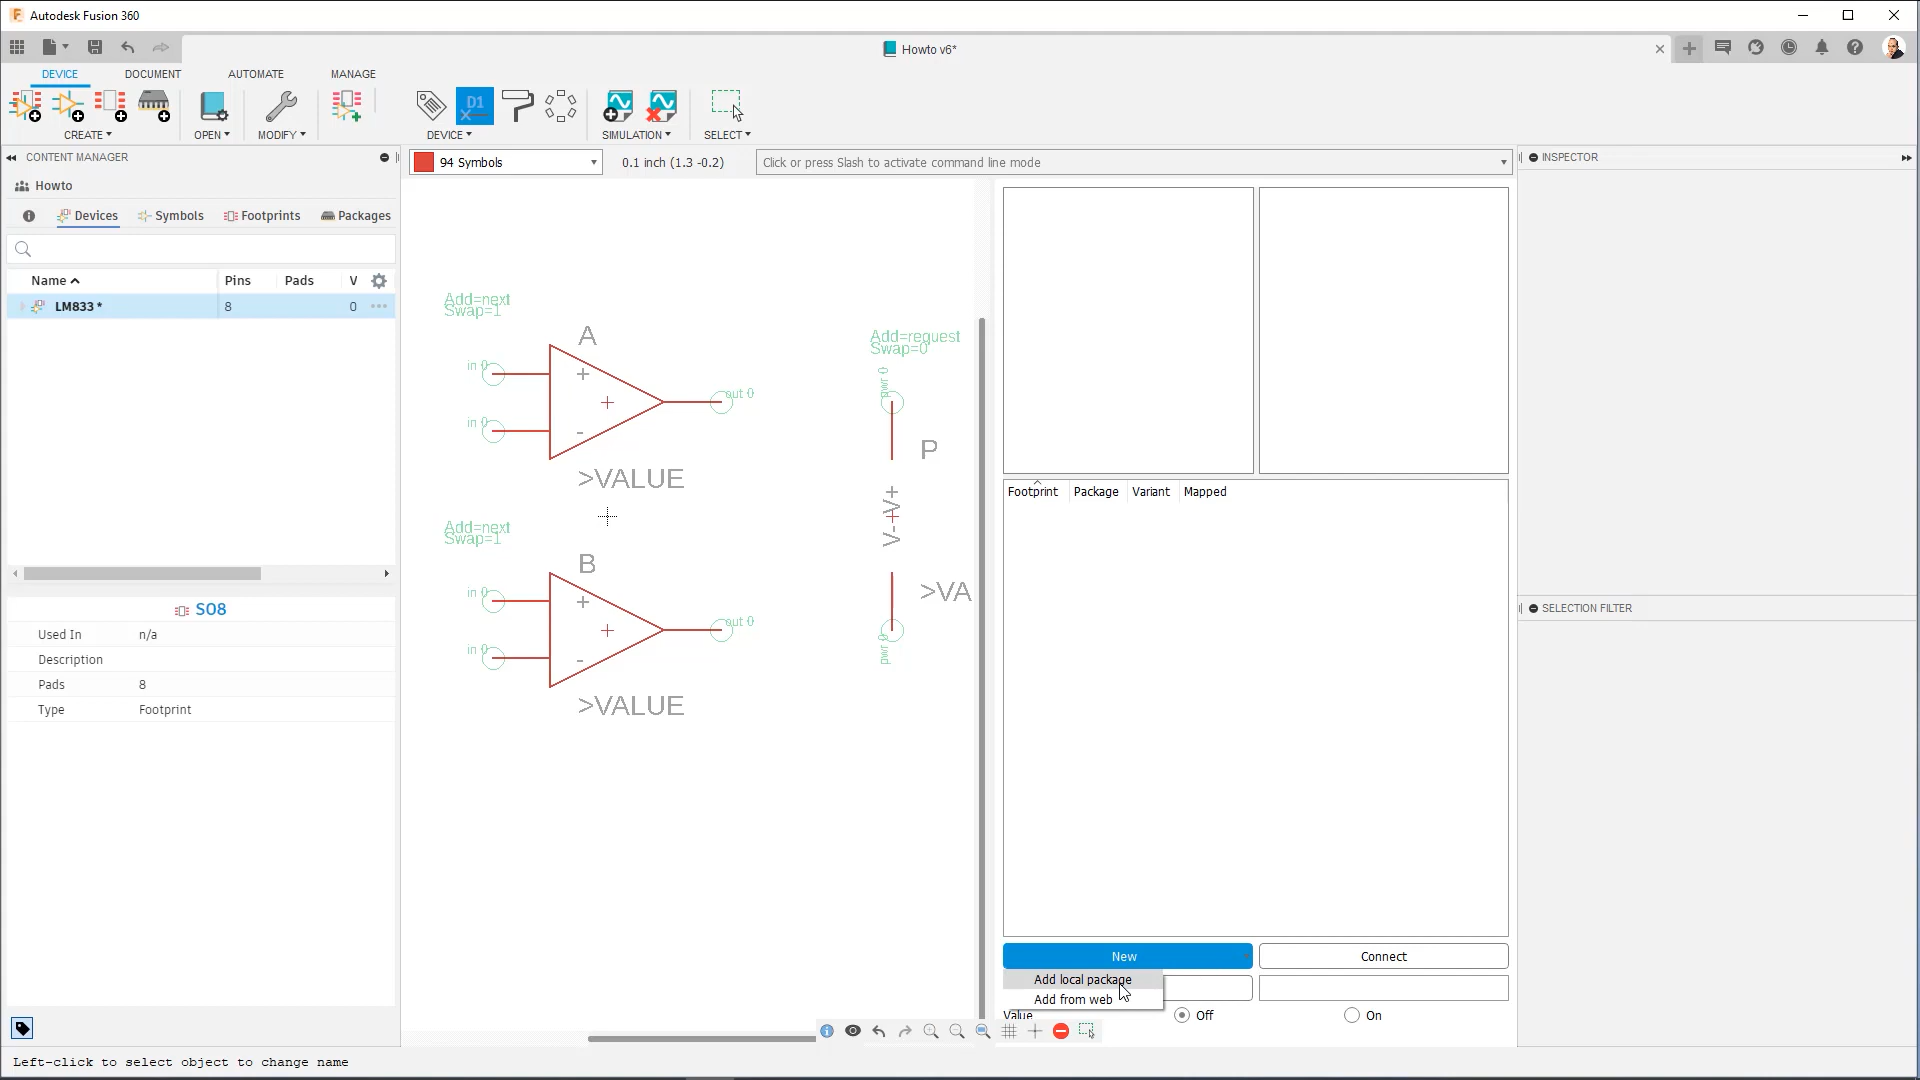 Autodesk Fusion 360
Howto v6*
DEVICE DOCUMENT AUTOMATE MANAGE
D1
CREATE OPEN MODIFY DEVICE SIMULATION SELECT
CONTENT MANAGER
94 Symbols
0.1 inch (1.3 -0.2)
Click or press Slash to activate command line mode
INSPECTOR
Howto
Devices Symbols Footprints Packages
Name Pins Pads V
LM833 * 8 0
SO8
Used In n/a
Description
Pads 8
Type Footprint
Add=next
Swap=1
A
in 0
+
out 0
in 0
-
>VALUE
Add=next
Swap=1
B
in 0
+
out 0
in 0
-
>VALUE
Add=request
Swap=0
pwr 0
P
V+
V-
>VA
pwr 0
Footprint Package Variant Mapped
New Connect
Add local package
Add from web
Value Off On
SELECTION FILTER
Left-click to select object to change name